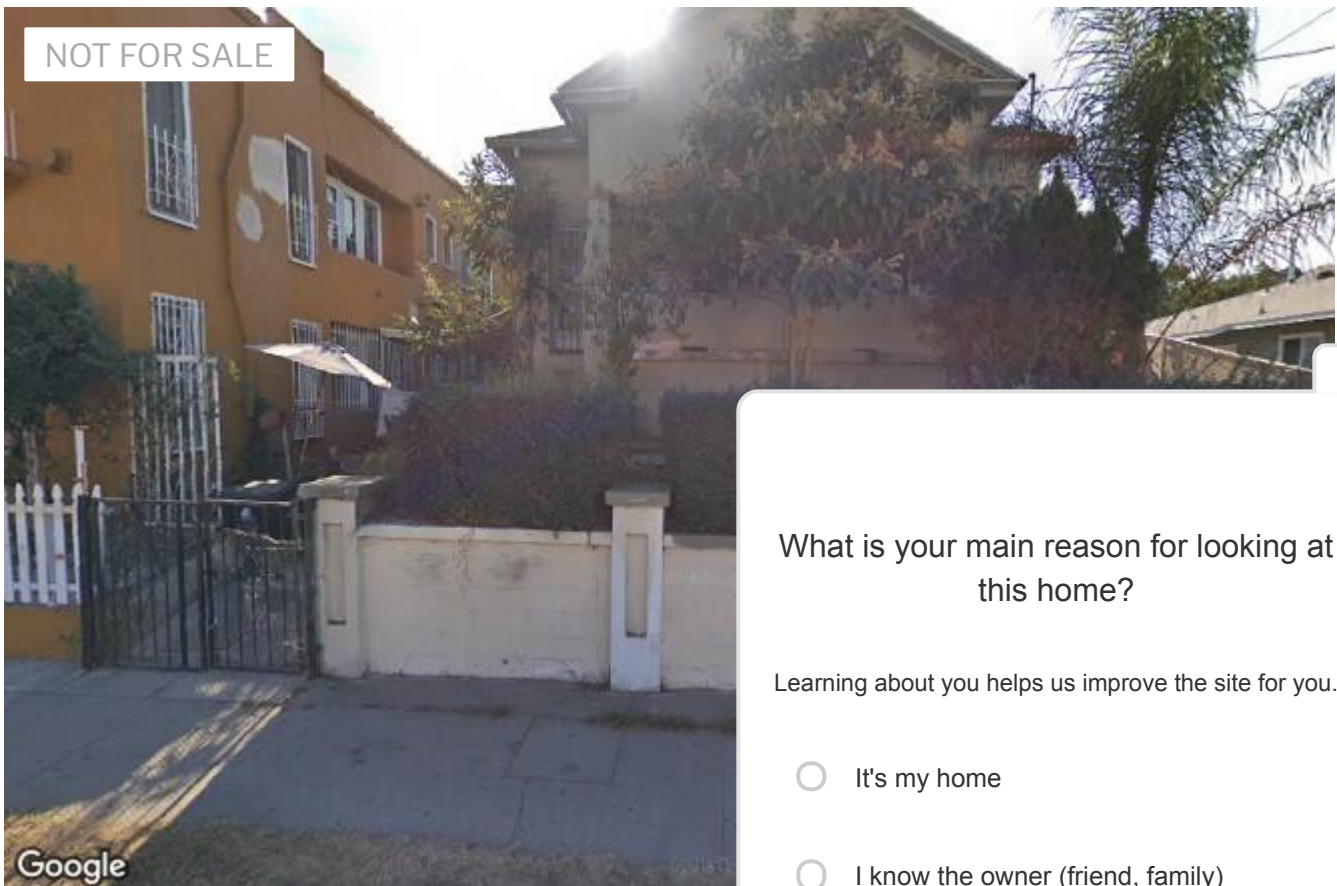 NOT FOR SALE
What is your main reason for looking at
this home?
Learning about you helps us improve the site for you.
It's my home
I know the owner (friend, family)
Google